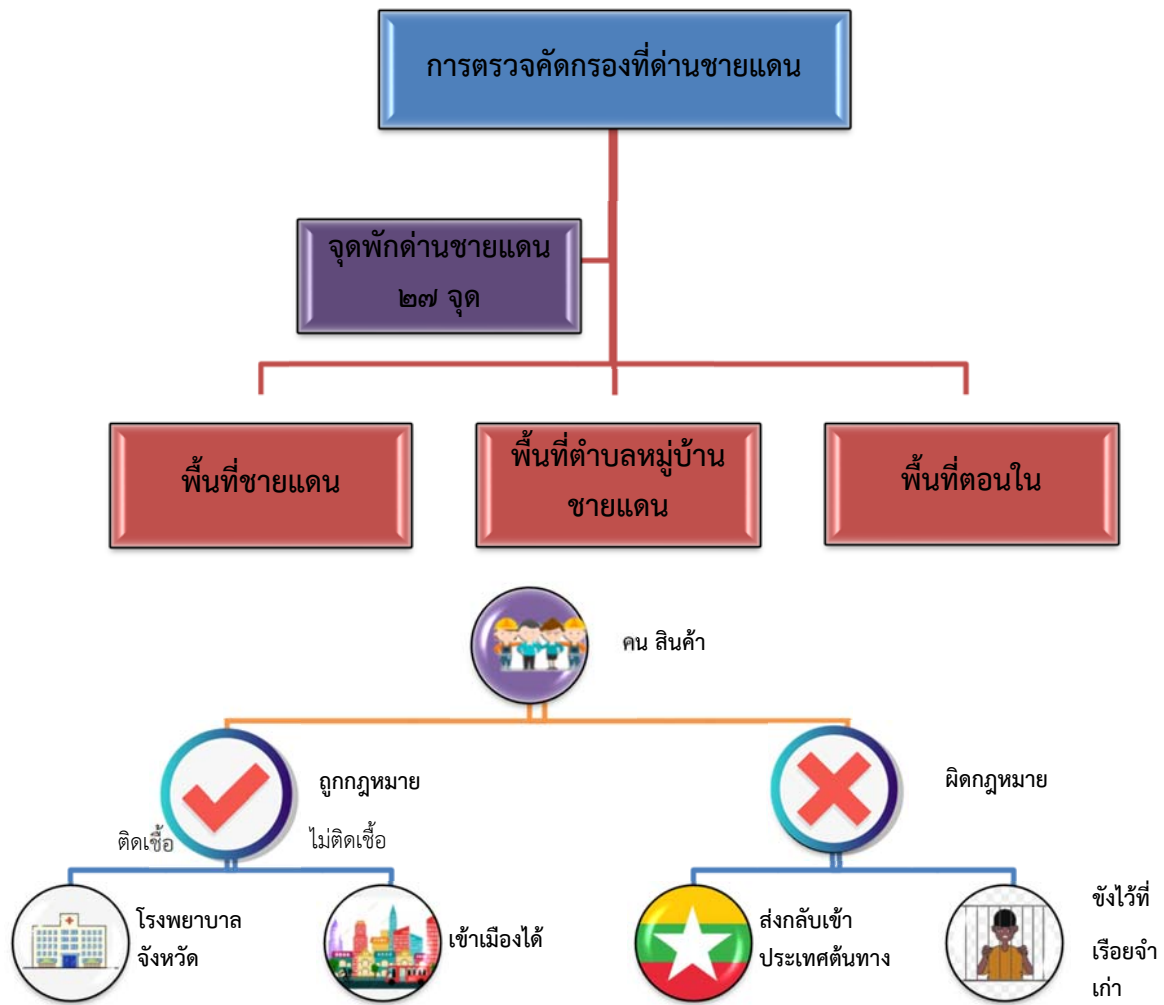 การตรวจคัดกรองที่ด่านชายแดน
จุดพักด่านชายแดน
๒๗ จุด
พื้นที่ชายแดน
พื้นที่ตำบลหมู่บ้าน
ชายแดน
พื้นที่ตอนใน
คน สินค้า
ถูกกฎหมาย
ผิดกฎหมาย
ติดเชื้อ
ไม่ติดเชื้อ
โรงพยาบาล
จังหวัด
เข้าเมืองได้
ส่งกลับเข้า
ประเทศต้นทาง
ขังไว้ที่
เรือยจำ
เก่า